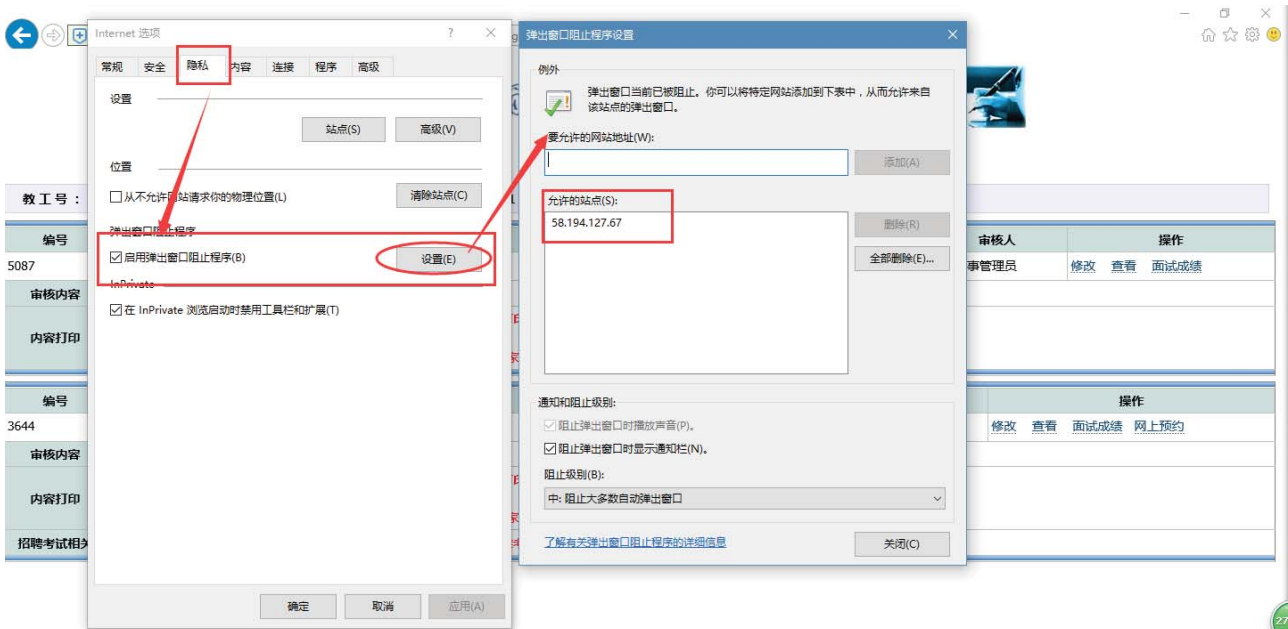 Internet 选项
常规 安全 隐私 内容 连接 程序 高级
设置
站点(S) 高级(V)
位置
从不允许网站请求你的物理位置(L) 清除站点(C)
弹出窗口阻止程序
启用弹出窗口阻止程序(B) 设置(E)
InPrivate
在 InPrivate 浏览启动时禁用工具栏和扩展(T)
确定 取消 应用(A)
弹出窗口阻止程序设置
例外
弹出窗口当前已被阻止。你可以将特定网站添加到下表中，从而允许来自
该站点的弹出窗口。
要允许的网站地址(W):
添加(A)
允许的站点(S):
58.194.127.67
删除(R)
全部删除(E)...
通知和阻止级别:
阻止弹出窗口时播放声音(P)。
阻止弹出窗口时显示通知栏(N)。
阻止级别(B):
中: 阻止大多数自动弹出窗口
了解有关弹出窗口阻止程序的详细信息
关闭(C)
教工号：
编号 审核人 操作
5087 事管理员 修改 查看 面试成绩
审核内容
内容打印
编号 操作
3644 修改 查看 面试成绩 网上预约
审核内容
内容打印
招聘考试相关
27